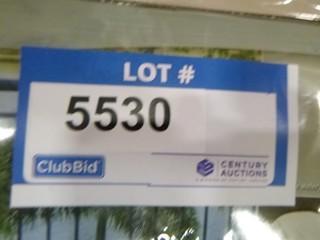 LOT #
5530
ClubBid
CENTURY
AUCTIONS